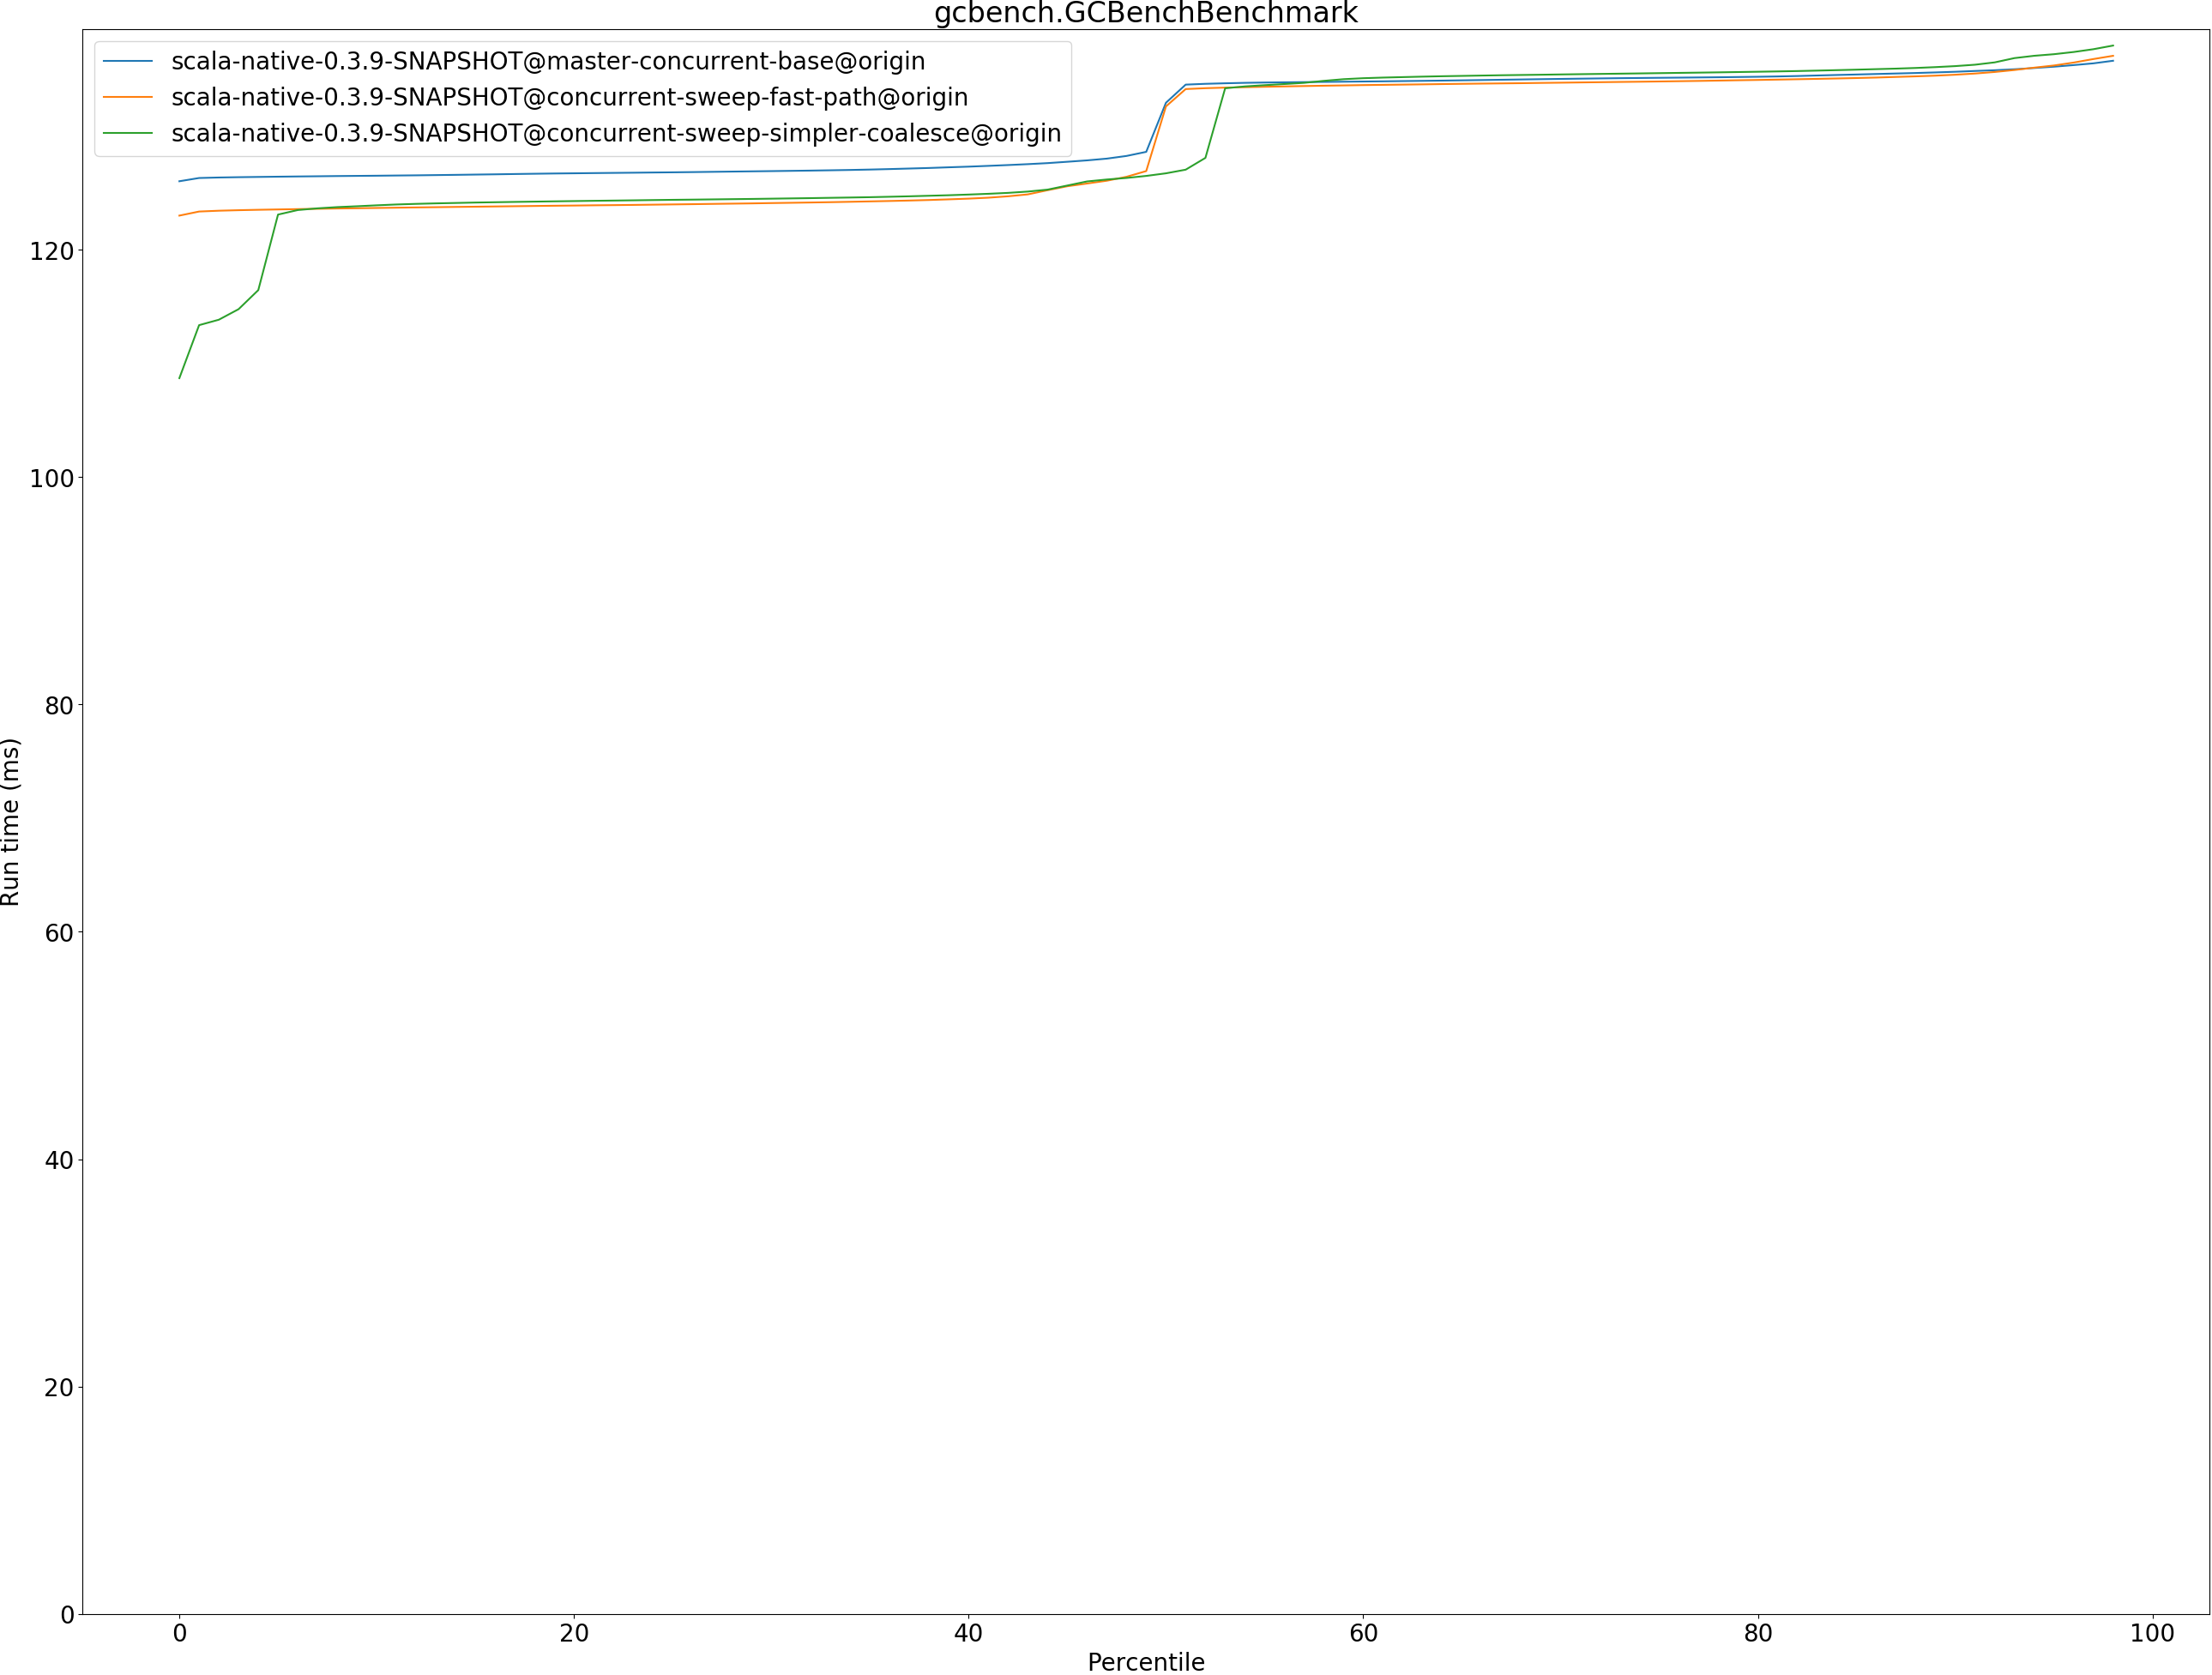 gcbench.GCBenchBenchmark
scala-native-0.3.9-SNAPSHOT@master-concurrent-base@origin
scala-native-0.3.9-SNAPSHOT@concurrent-sweep-fast-path@origin
scala-native-0.3.9-SNAPSHOT@concurrent-sweep-simpler-coalesce@origin
120
100
80
60
40
20
0
Run time (ms)
0 20 40 60 80 100
Percentile